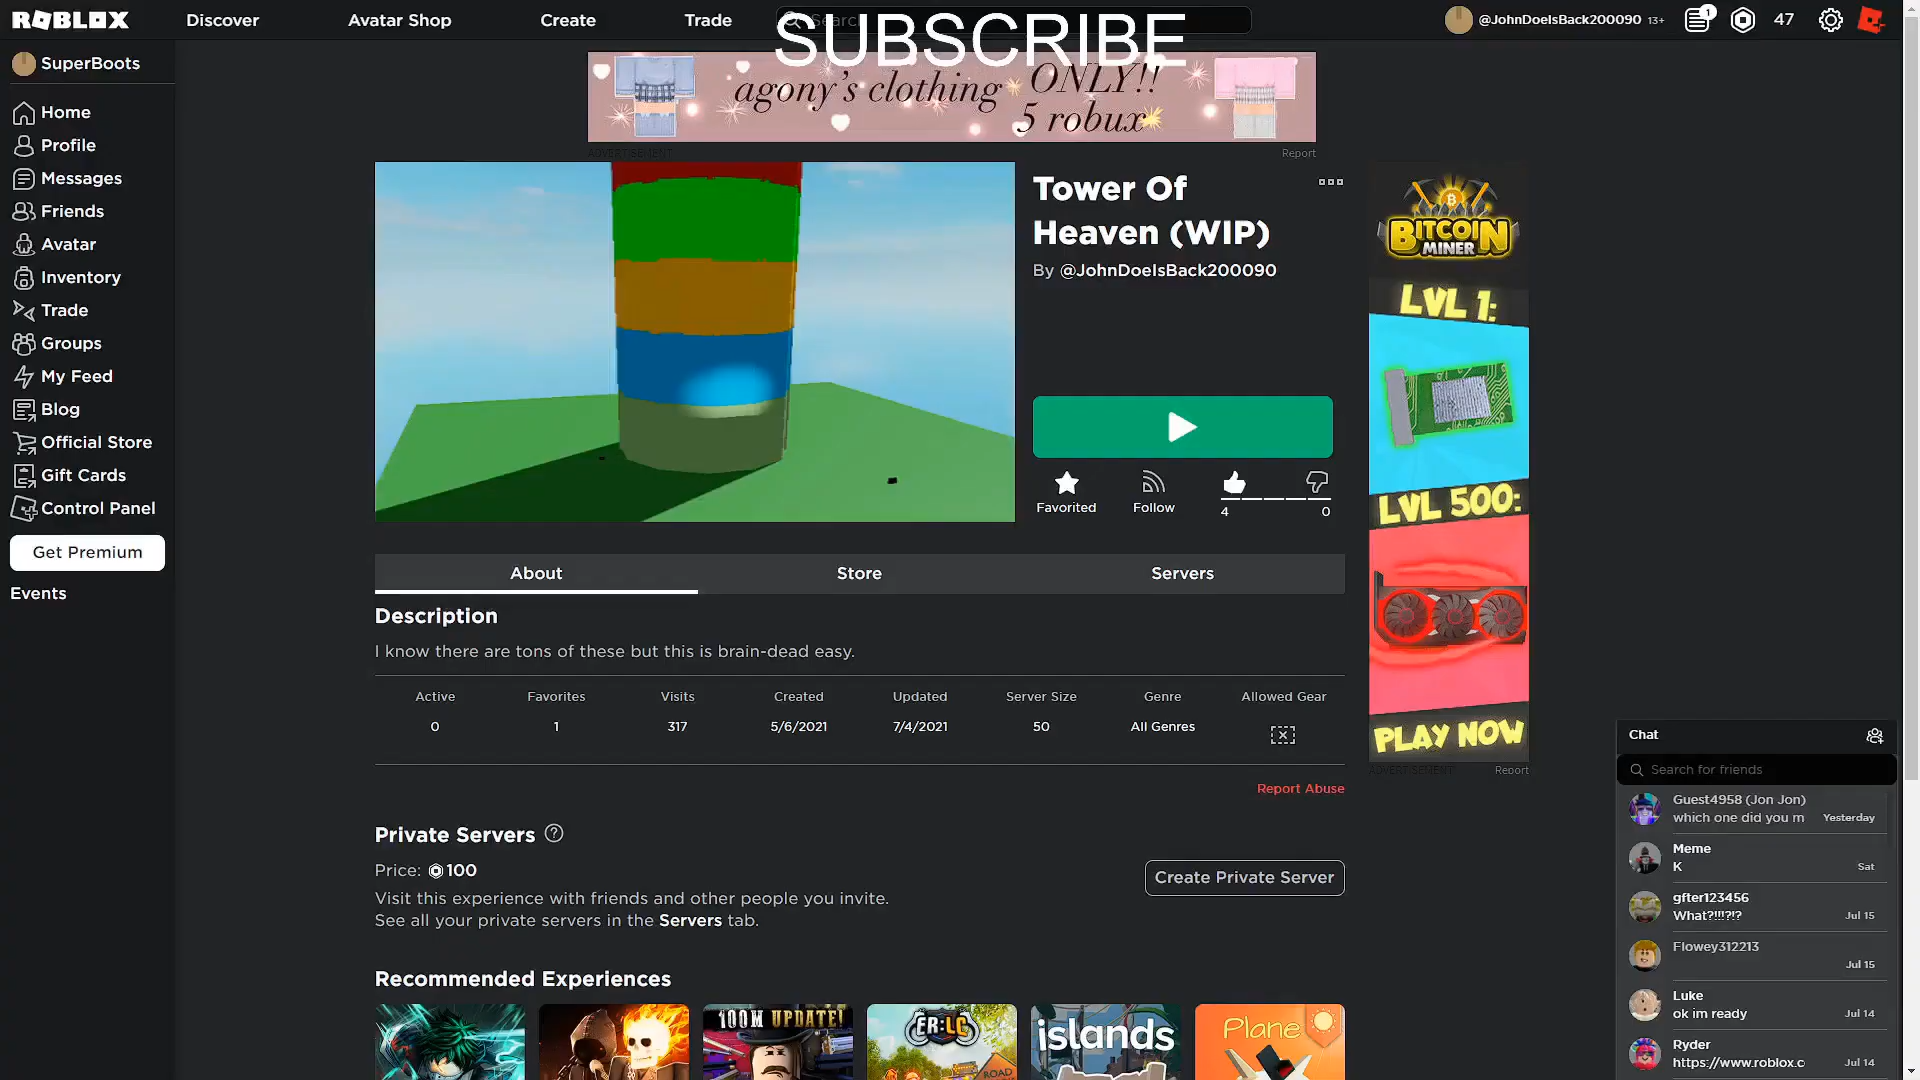 ROBLOX
Discover
Avatar Shop
Create
Trade
Search
SUBSCRIBE
@JohnDoeIsBack200090 13+
1
47
SuperBoots
Home
Profile
Messages
Friends
Avatar
Inventory
Trade
Groups
My Feed
Blog
Official Store
Gift Cards
Control Panel
Get Premium
Events
agony's clothing
ONLY!!
5 robux
ADVERTISEMENT
Report
Tower Of
Heaven (WIP)
By @JohnDoeIsBack200090
Favorited
Follow
4
0
About
Store
Servers
Description
I know there are tons of these but this is brain-dead easy.
Active
Favorites
Visits
Created
Updated
Server Size
Genre
Allowed Gear
0
1
317
5/6/2021
7/4/2021
50
All Genres
Report Abuse
Private Servers
Price: 100
Visit this experience with friends and other people you invite.
See all your private servers in the Servers tab.
Create Private Server
Recommended Experiences
100M UPDATE!
ER:LC
ROAD
islands
Plane
BITCOIN
MINER
LVL 1:
LVL 500:
PLAY NOW
ADVERTISEMENT
Report
Chat
Search for friends
Guest4958 (Jon Jon)
which one did you m
Yesterday
Meme
K
Sat
gfter123456
What?!!!?!?
Jul 15
Flowey312213
Jul 15
Luke
ok im ready
Jul 14
Ryder
https://www.roblox.c
Jul 14